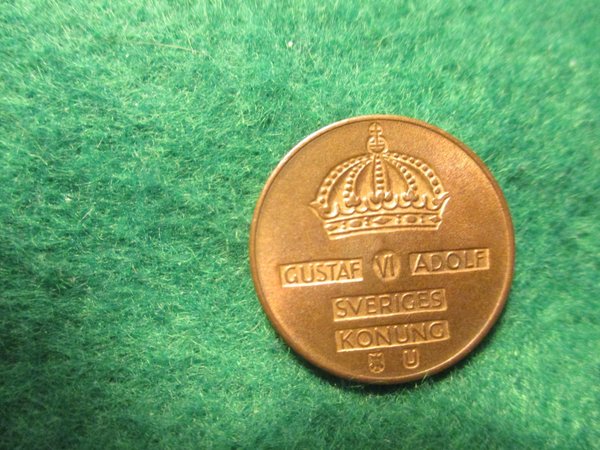 GUSTAF VI ADOLF
SVERIGES
KONUNG
U